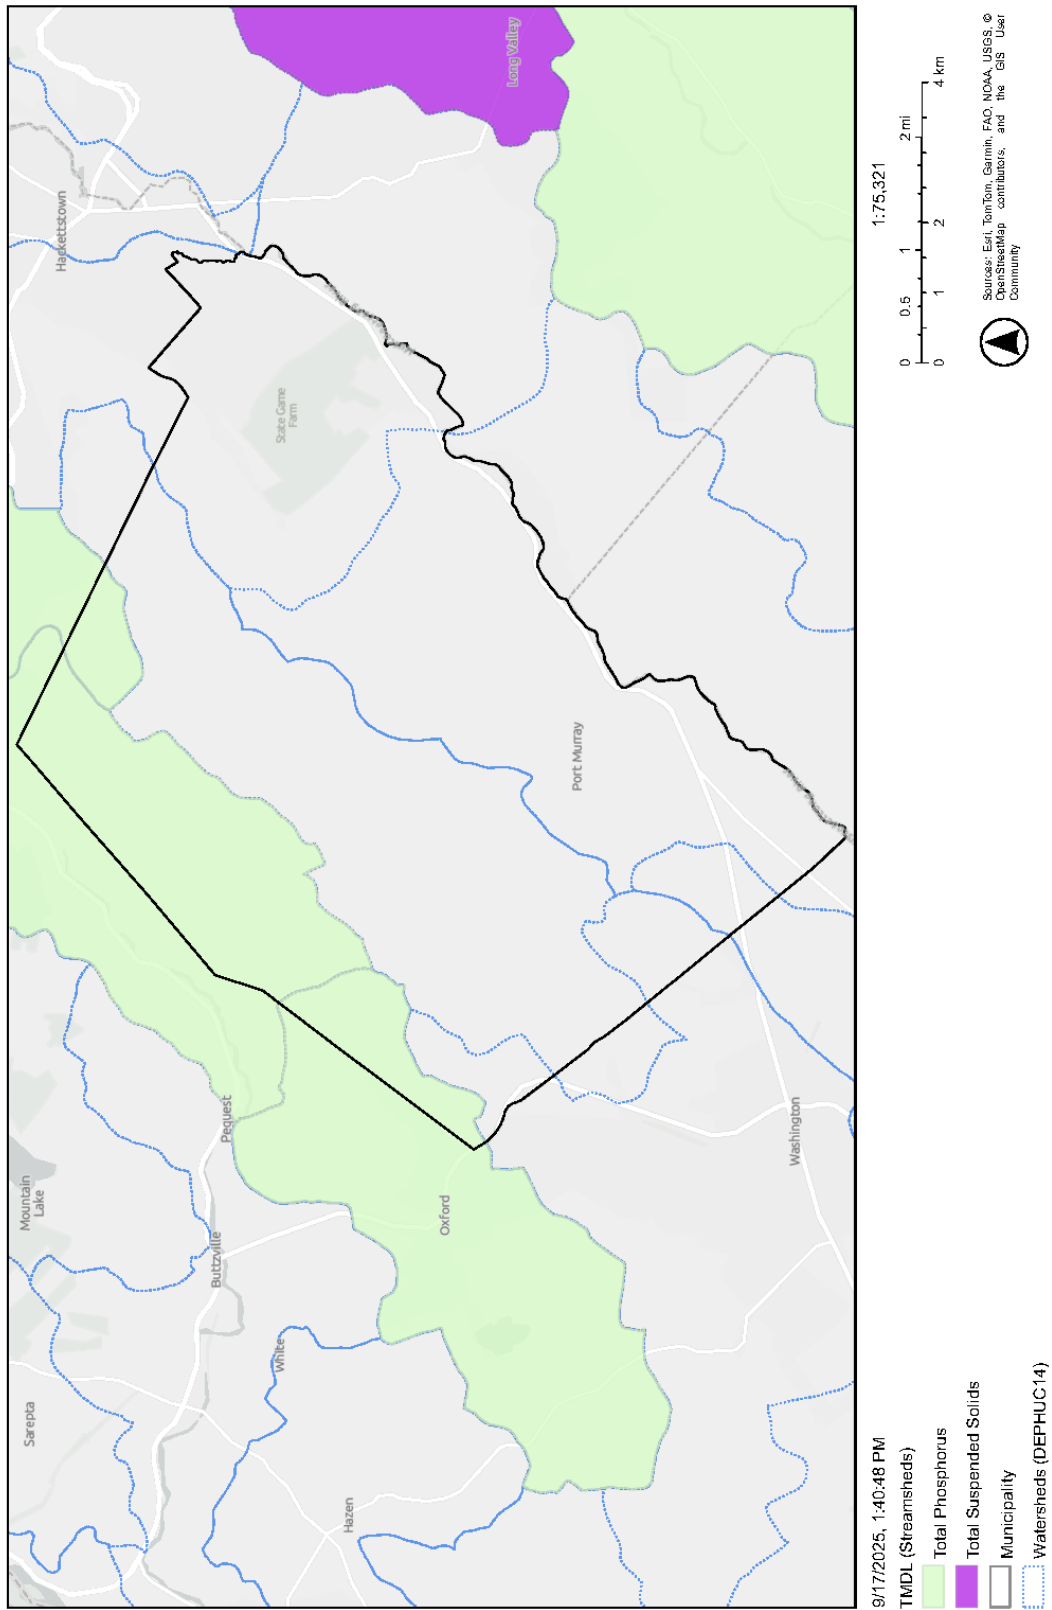 Hackettstown
Long Valley
State Game
Farm
Mountain
Lake
Pequest
Buttzville
Sarepta
White
Hazen
Oxford
Port Murray
Washington
9/17/2025, 1:40:48 PM
TMDL (Streamsheds)
Total Phosphorus
Total Suspended Solids
Municipality
Watersheds (DEPHUC14)
1:75,321
0 0.5 1 2 mi
0 1 2 4 km
Sources: Esri, TomTom, Garmin, FAO, NOAA, USGS, ©
OpenStreetMap contributors, and the GIS User
Community